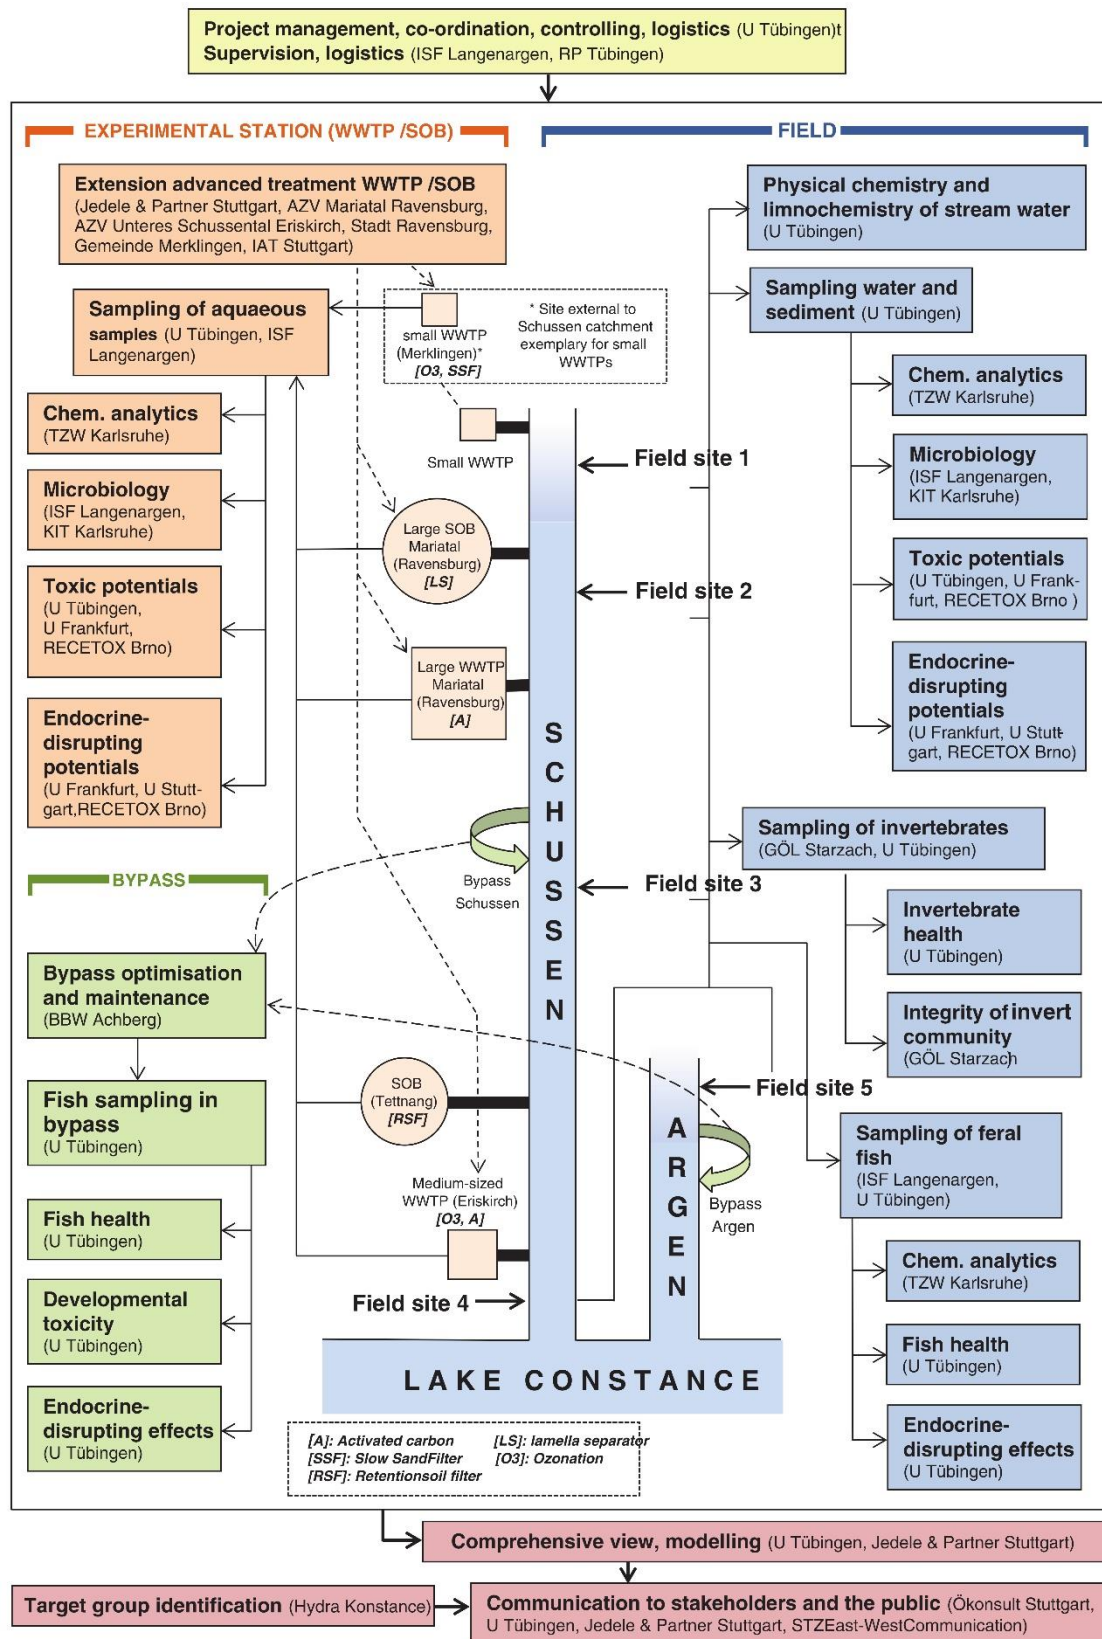 Project management, co-ordination, controlling, logistics (U Tübingen)t
Supervision, logistics (ISF Langenargen, RP Tübingen)
EXPERIMENTAL STATION (WWTP /SOB)
Extension advanced treatment WWTP /SOB
(Jedele & Partner Stuttgart, AZV Mariatal Ravensburg,
AZV Unteres Schussental Eriskirch, Stadt Ravensburg,
Gemeinde Merklingen, IAT Stuttgart)
Sampling of aquaeous
samples (U Tübingen, ISF
Langenargen)
Chem. analytics
(TZW Karlsruhe)
Microbiology
(ISF Langenargen,
KIT Karlsruhe)
Toxic potentials
(U Tübingen,
U Frankfurt,
RECETOX Brno)
Endocrine-
disrupting
potentials
(U Frankfurt, U Stutt-
gart,RECETOX Brno)
small WWTP
(Merklingen)*
[O3, SSF]
* Site external to
Schussen catchment
exemplary for small
WWTPs
Small WWTP
Large SOB
Mariatal
(Ravensburg)
[LS]
Large WWTP
Mariatal
(Ravensburg)
[A]
Bypass
Schussen
SOB
(Tettnang)
[RSF]
Medium-sized
WWTP (Eriskirch)
[O3, A]
BYPASS
Bypass optimisation
and maintenance
(BBW Achberg)
Fish sampling in
bypass
(U Tübingen)
Fish health
(U Tübingen)
Developmental
toxicity
(U Tübingen)
Endocrine-
disrupting effects
(U Tübingen)
SCHUSSEN
Field site 1
Field site 2
Field site 3
Field site 4
Field site 5
ARGEN
Bypass
Argen
LAKE CONSTANCE
[A]: Activated carbon
[LS]: lamella separator
[SSF]: Slow SandFilter
[O3]: Ozonation
[RSF]: Retentionsoil filter
FIELD
Physical chemistry and
limnochemistry of stream water
(U Tübingen)
Sampling water and
sediment (U Tübingen)
Chem. analytics
(TZW Karlsruhe)
Microbiology
(ISF Langenargen,
KIT Karlsruhe)
Toxic potentials
(U Tübingen, U Frank-
furt, RECETOX Brno )
Endocrine-
disrupting
potentials
(U Frankfurt, U Stutt-
gart, RECETOX Brno)
Sampling of invertebrates
(GÖL Starzach, U Tübingen)
Invertebrate
health
(U Tübingen)
Integrity of invert
community
(GÖL Starzach)
Sampling of feral
fish
(ISF Langenargen,
U Tübingen)
Chem. analytics
(TZW Karlsruhe)
Fish health
(U Tübingen)
Endocrine-
disrupting effects
(U Tübingen)
Comprehensive view, modelling (U Tübingen, Jedele & Partner Stuttgart)
Target group identification (Hydra Konstance)
Communication to stakeholders and the public (Ökonsult Stuttgart,
U Tübingen, Jedele & Partner Stuttgart, STZEast-WestCommunication)